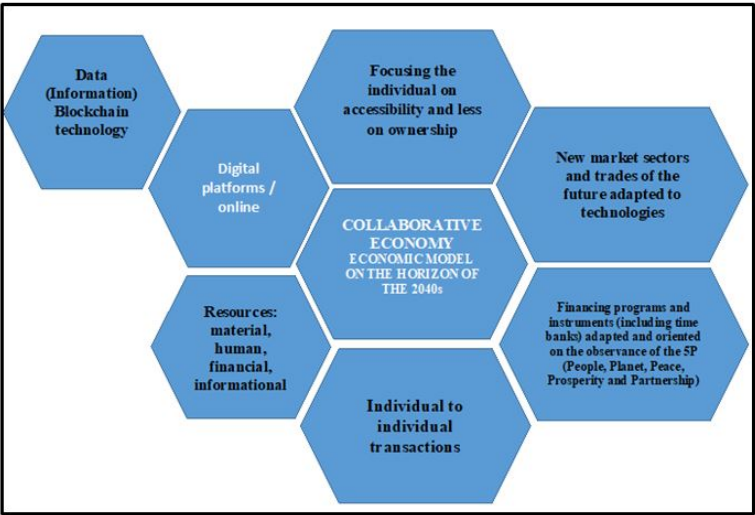 Data
(Information)
Blockchain
technology
Focusing the
individual on
accessibility and less
on ownership
Digital
platforms /
online
New market sectors
and trades of the
future adapted to
technologies
COLLABORATIVE
ECONOMY
ECONOMIC MODEL
ON THE HORIZON OF
THE 2040s
Resources:
material,
human,
financial,
informational
Financing programs and
instruments (including time
banks) adapted and oriented
on the observance of the 5P
(People, Planet, Peace,
Prosperity and Partnership)
Individual to
individual
transactions